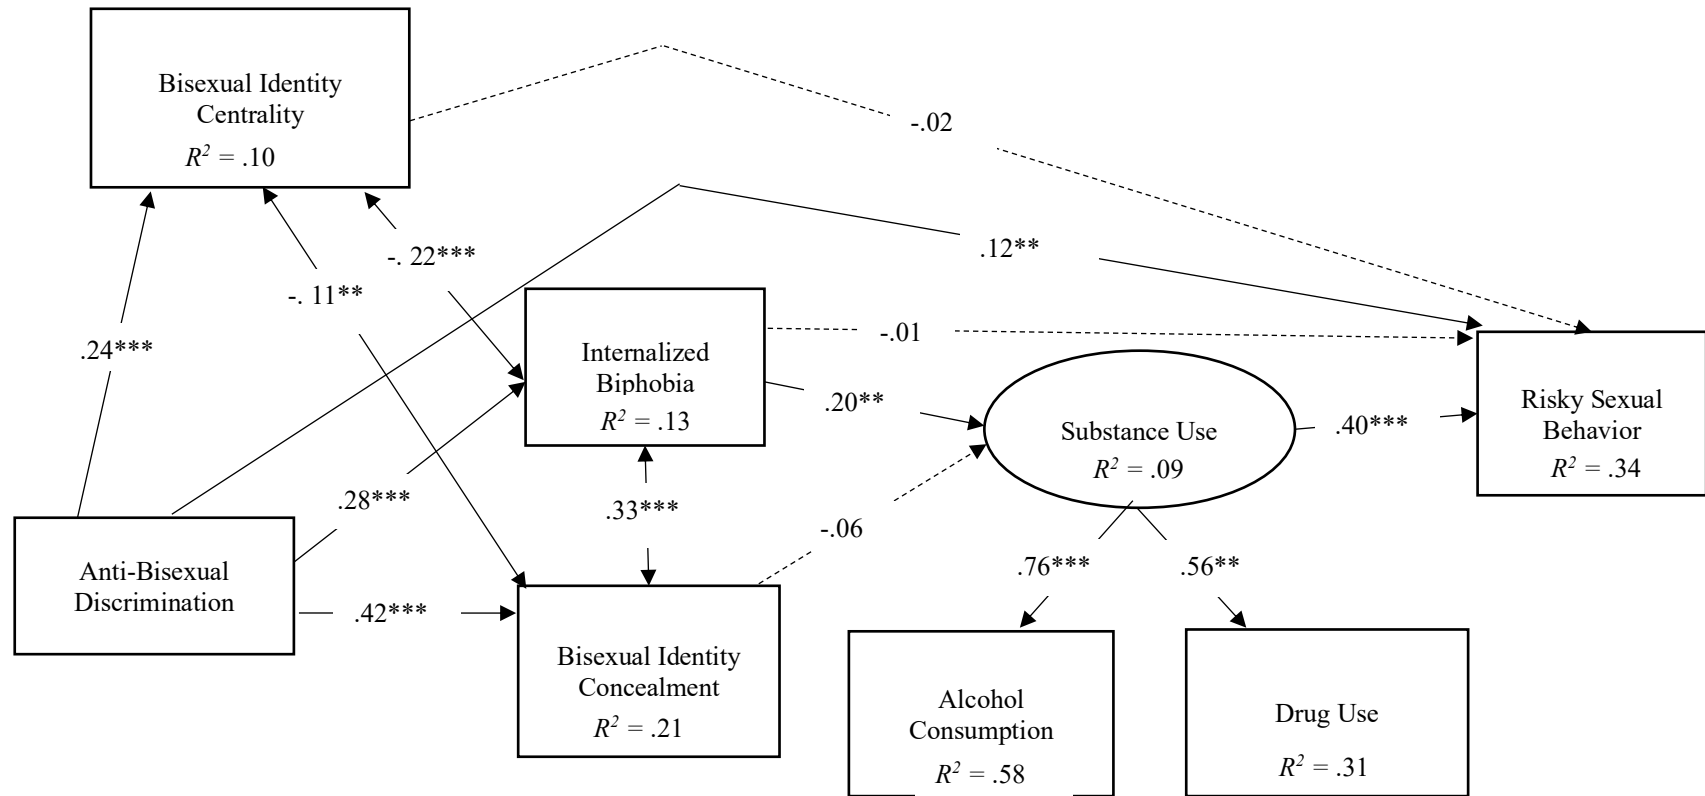 Bisexual Identity
Centrality
R² = .10
-.02
.12**
-. 22***
-. 11**
.24***
Internalized
Biphobia
R² = .13
-.01
.20**
Substance Use
R² = .09
.40***
Risky Sexual
Behavior
R² = .34
.28***
.33***
-.06
Anti-Bisexual
Discrimination
.42***
.76***
.56**
Bisexual Identity
Concealment
R² = .21
Alcohol
Consumption
R² = .58
Drug Use
R² = .31